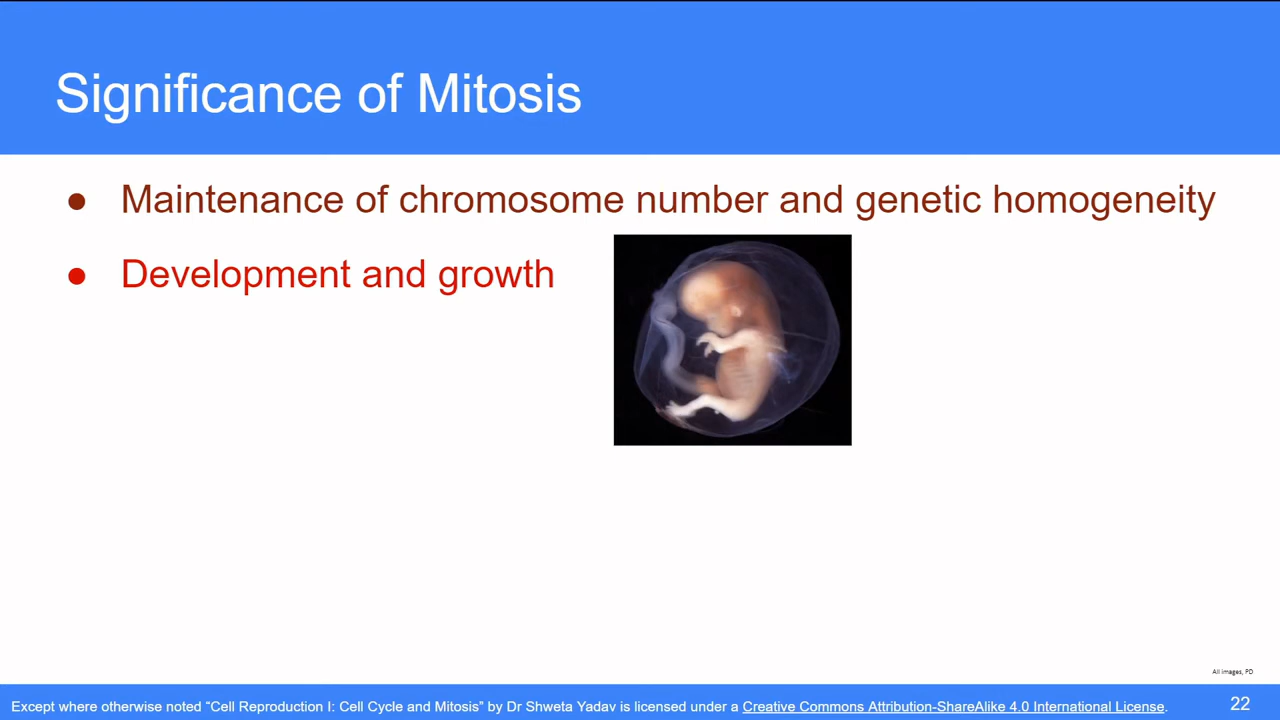 Significance of Mitosis
● Maintenance of chromosome number and genetic homogeneity
● Development and growth
All images, PD
Except where otherwise noted “Cell Reproduction I: Cell Cycle and Mitosis” by Dr Shweta Yadav is licensed under a Creative Commons Attribution-ShareAlike 4.0 International License.
22